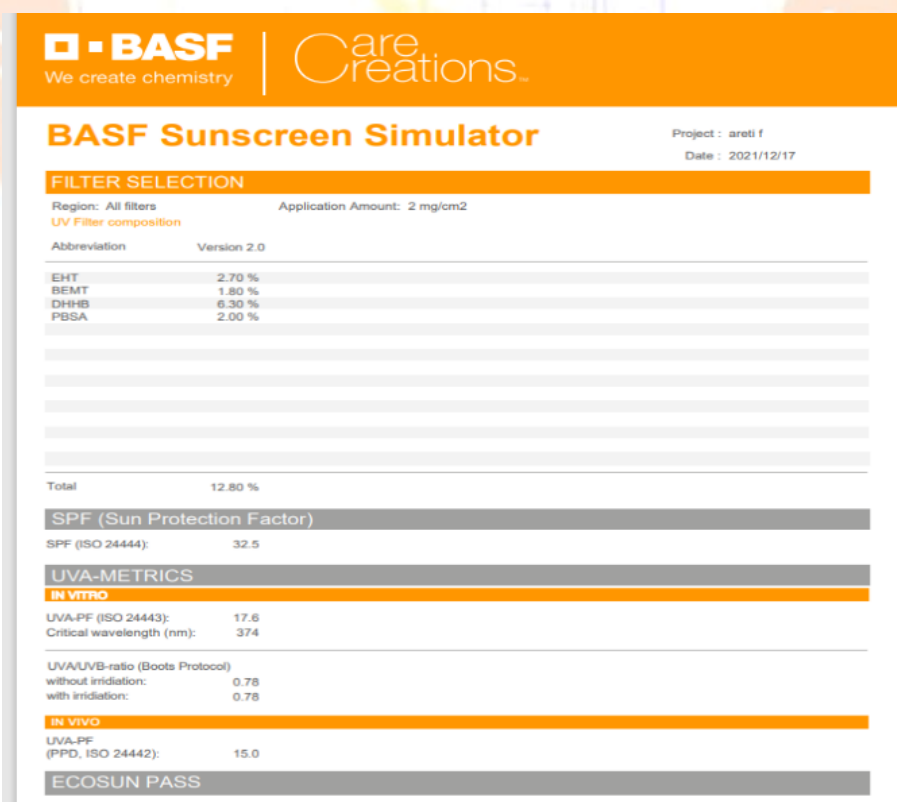 BASF
We create chemistry
Care Creations™
BASF Sunscreen Simulator
Project : areti f
Date : 2021/12/17
FILTER SELECTION
Region: All filters Application Amount: 2 mg/cm2
UV Filter composition
Abbreviation Version 2.0
EHT 2.70 %
BEMT 1.80 %
DHHB 6.30 %
PBSA 2.00 %
Total 12.80 %
SPF (Sun Protection Factor)
SPF (ISO 24444): 32.5
UVA-METRICS
IN VITRO
UVA-PF (ISO 24443): 17.6
Critical wavelength (nm): 374
UVA/UVB-ratio (Boots Protocol)
without irridiation: 0.78
with irridiation: 0.78
IN VIVO
UVA-PF
(PPD, ISO 24442): 15.0
ECOSUN PASS